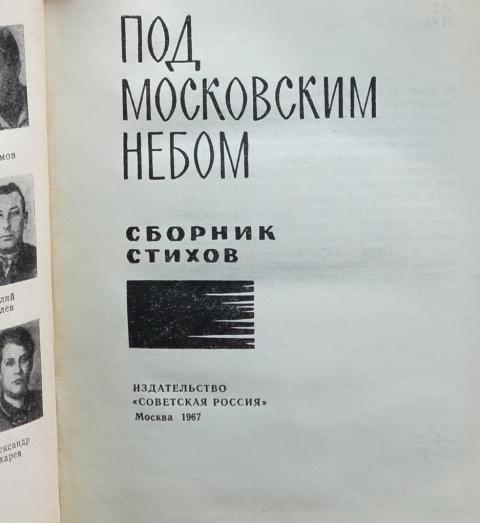 ПОД
МОСКОВСКИМ
НЕБОМ
СБОРНИК
СТИХОВ
ИЗДАТЕЛЬСТВО
«СОВЕТСКАЯ РОССИЯ»
Москва 1967